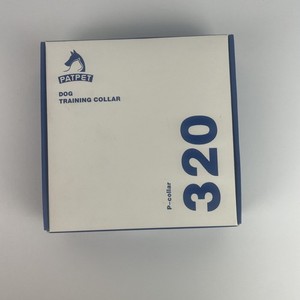 PATPET
DOG
TRAINING COLLAR
P-collar
320